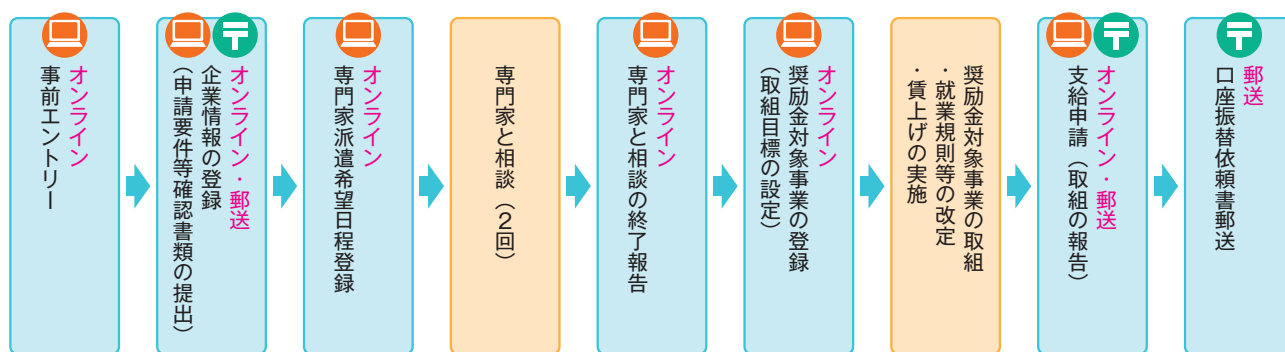 オンライン
事前エントリー
オンライン・郵送
企業情報の登録
（申請要件等確認書類の提出）
オンライン
専門家派遣希望日程登録
専門家と相談（２回）
オンライン
専門家と相談の終了報告
オンライン
奨励金対象事業の登録
（取組目標の設定）
奨励金対象事業の取組
・就業規則等の改定
・賃上げの実施
オンライン・郵送
支給申請（取組の報告）
郵送
口座振替依頼書郵送